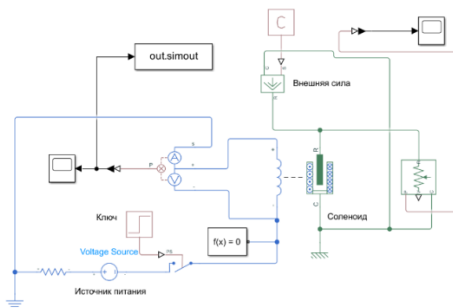 C
out.simout
Внешняя сила
P
R
C
Соленоид
Ключ
f(x) = 0
Voltage Source
Источник питания